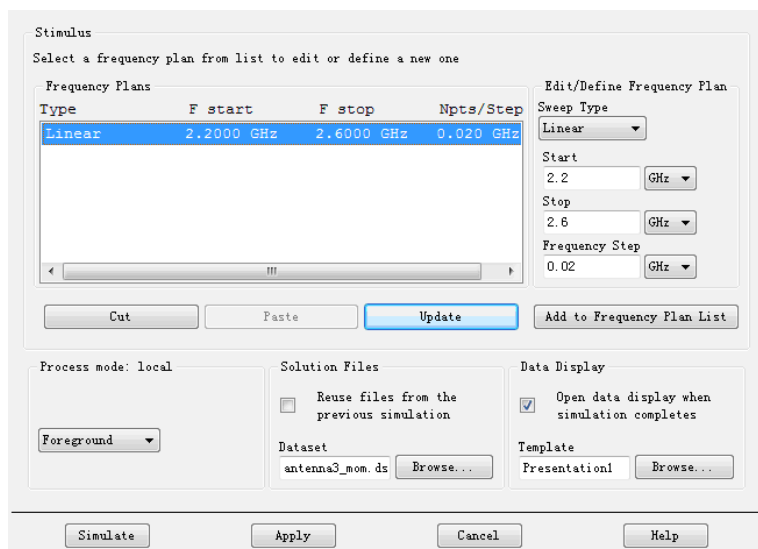 Stimulus
Select a frequency plan from list to edit or define a new one
Frequency Plans
Type F start F stop Npts/Step
Linear 2.2000 GHz 2.6000 GHz 0.020 GHz
Cut Paste Update
Edit/Define Frequency Plan
Sweep Type
Linear
Start
2.2 GHz
Stop
2.6 GHz
Frequency Step
0.02 GHz
Add to Frequency Plan List
Process mode: local
Foreground
Solution Files
Reuse files from the
previous simulation
Dataset
antenna3_mom.ds Browse...
Data Display
Open data display when
simulation completes
Template
Presentation1 Browse...
Simulate Apply Cancel Help